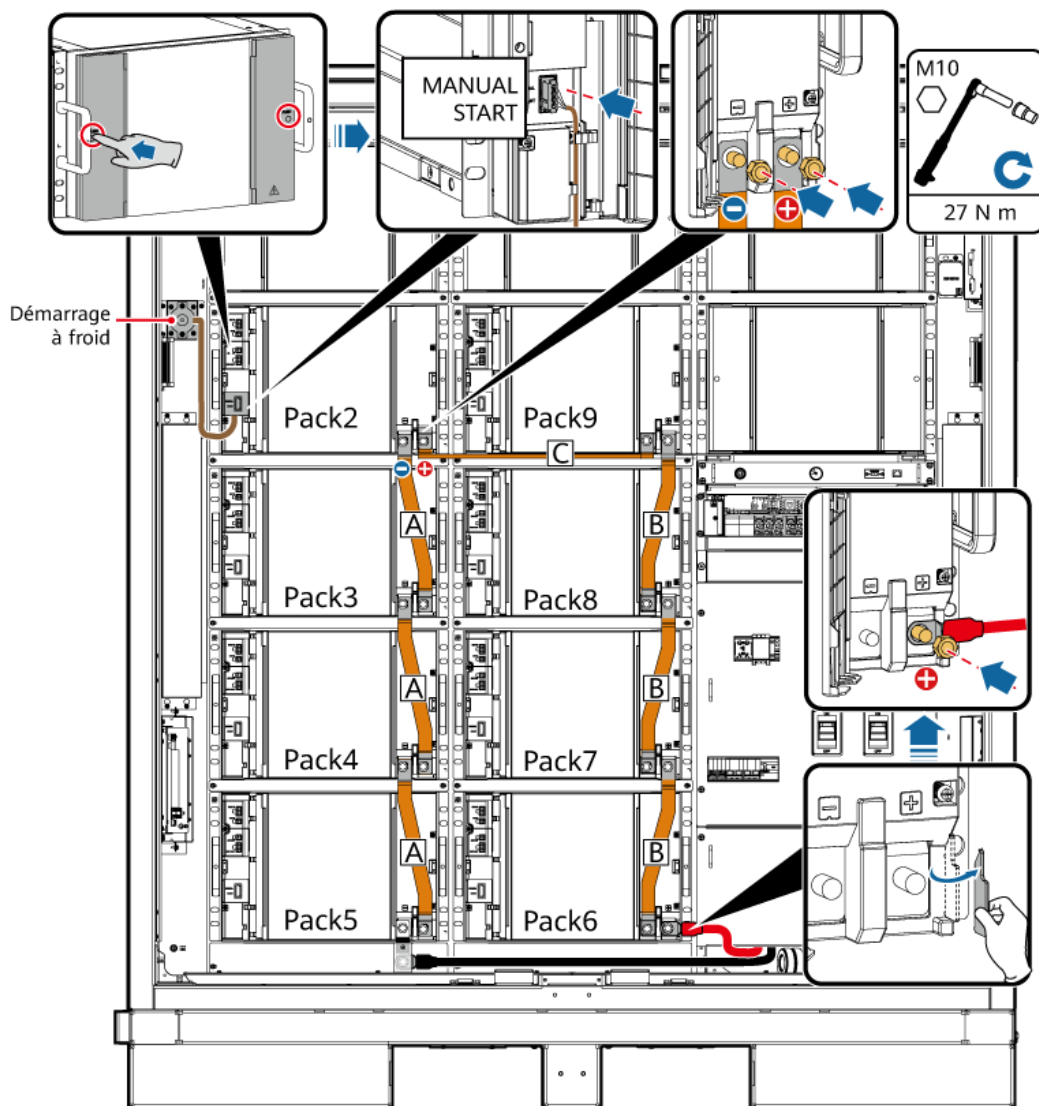 MANUAL
START
−
+
M10
27 N m
− +
Démarrage
à froid
Pack2
Pack9
C
− +
A
B
Pack3
Pack8
− +
+
A
B
Pack4
Pack7
− +
A
B
Pack5
Pack6